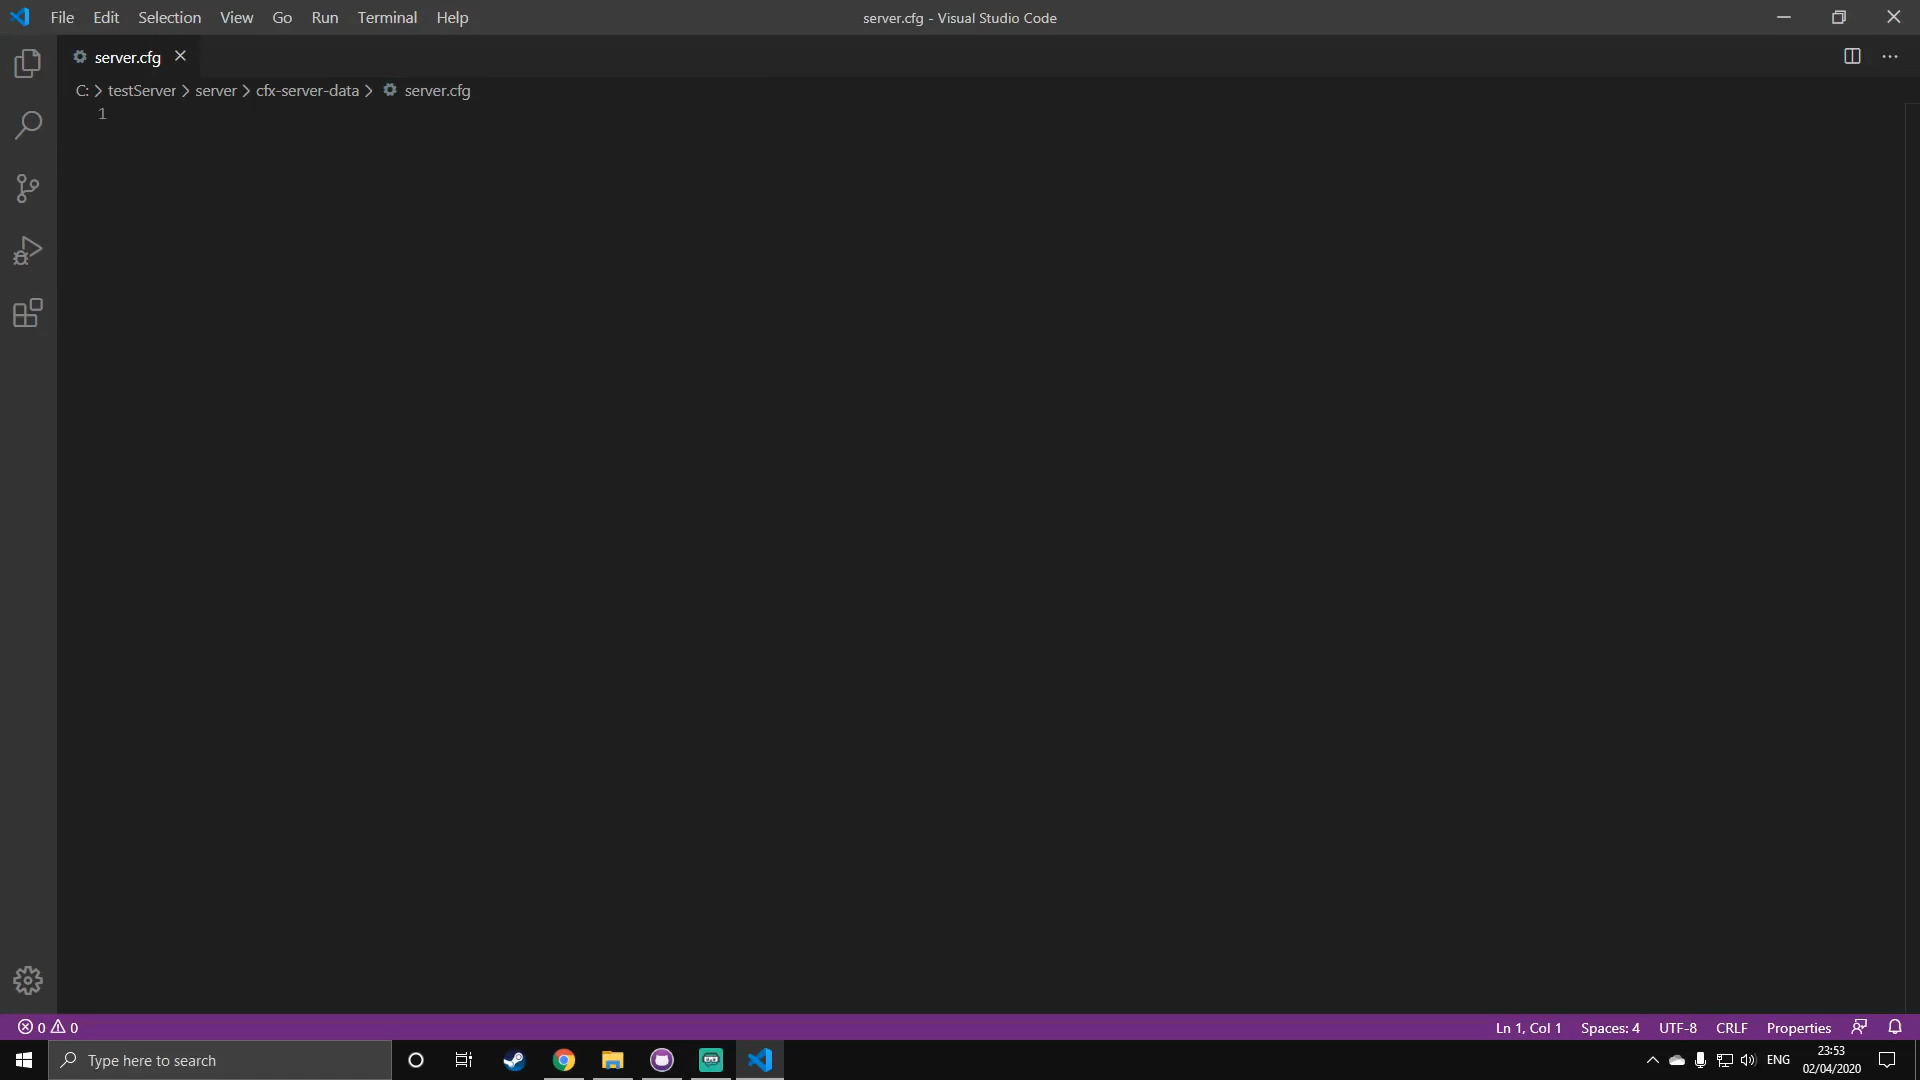 File Edit Selection View Go Run Terminal Help
server.cfg - Visual Studio Code
server.cfg
C: > testServer > server > cfx-server-data > server.cfg
1
0 0
Ln 1, Col 1 Spaces: 4 UTF-8 CRLF Properties
Type here to search
ENG
23:53
02/04/2020